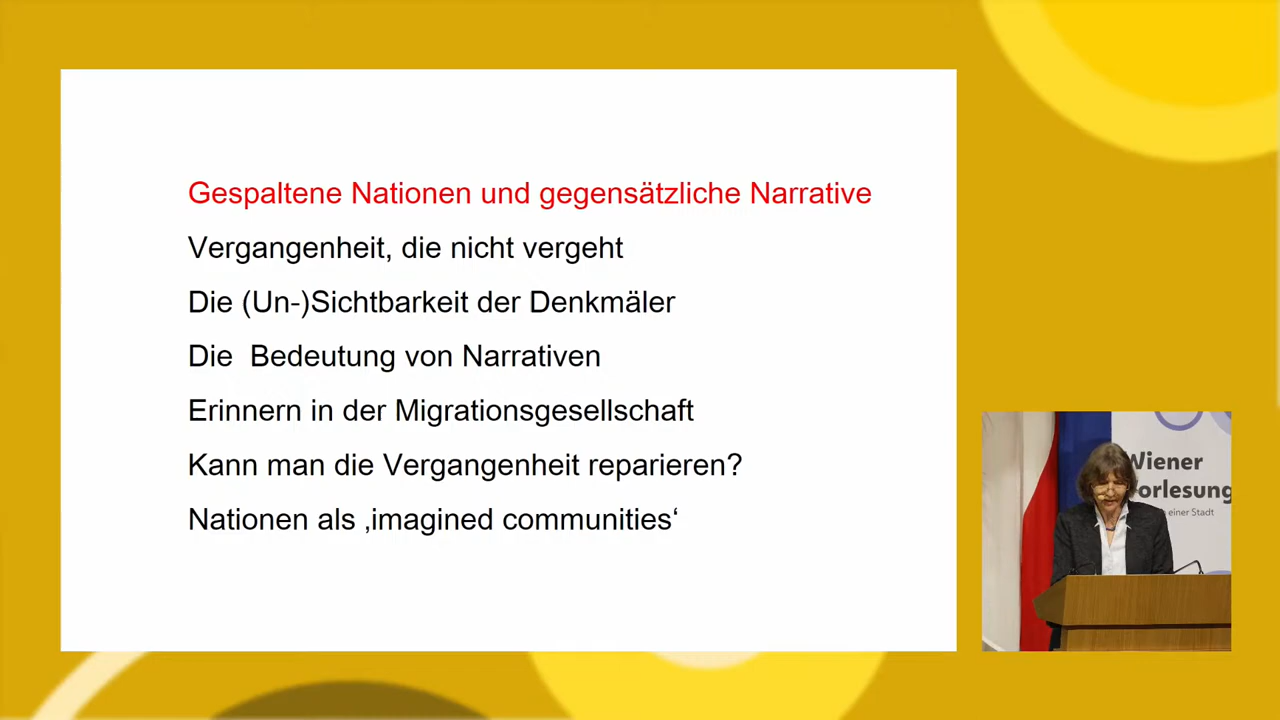 Gespaltene Nationen und gegensätzliche Narrative
Vergangenheit, die nicht vergeht
Die (Un-)Sichtbarkeit der Denkmäler
Die  Bedeutung von Narrativen
Erinnern in der Migrationsgesellschaft
Kann man die Vergangenheit reparieren?
Nationen als ‚imagined communities‘
Wiener
orlesung
einer Stadt